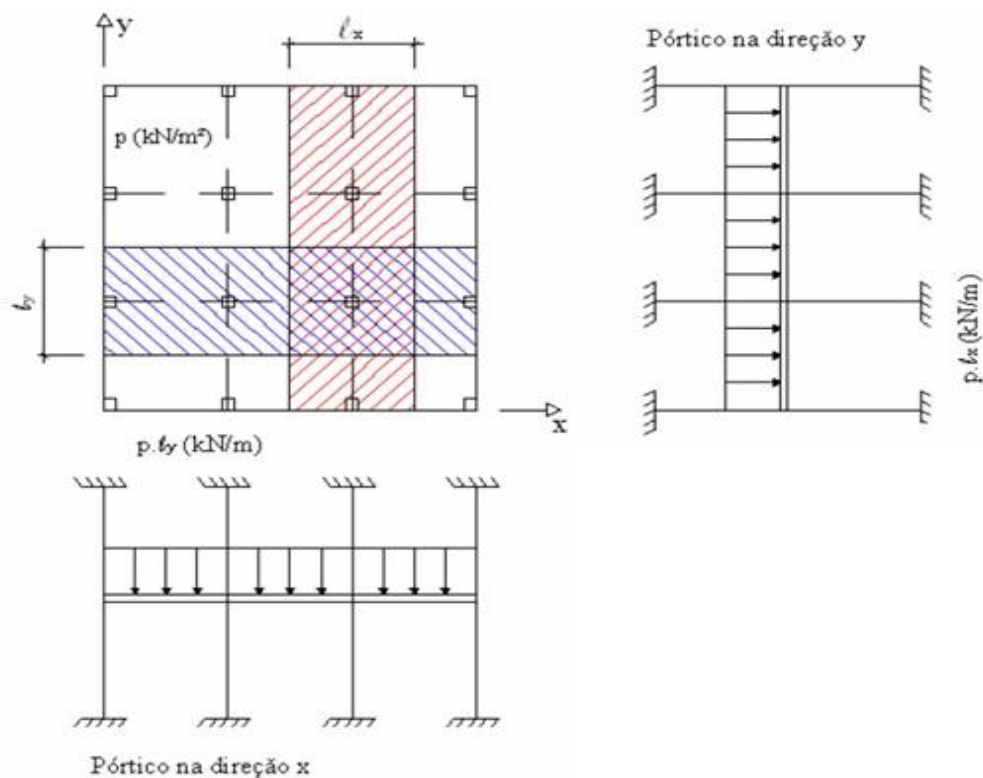 y
ℓx
Pórtico na direção y
p (kN/m²)
ℓy
p.ℓx (kN/m)
x
p.ℓy (kN/m)
Pórtico na direção x